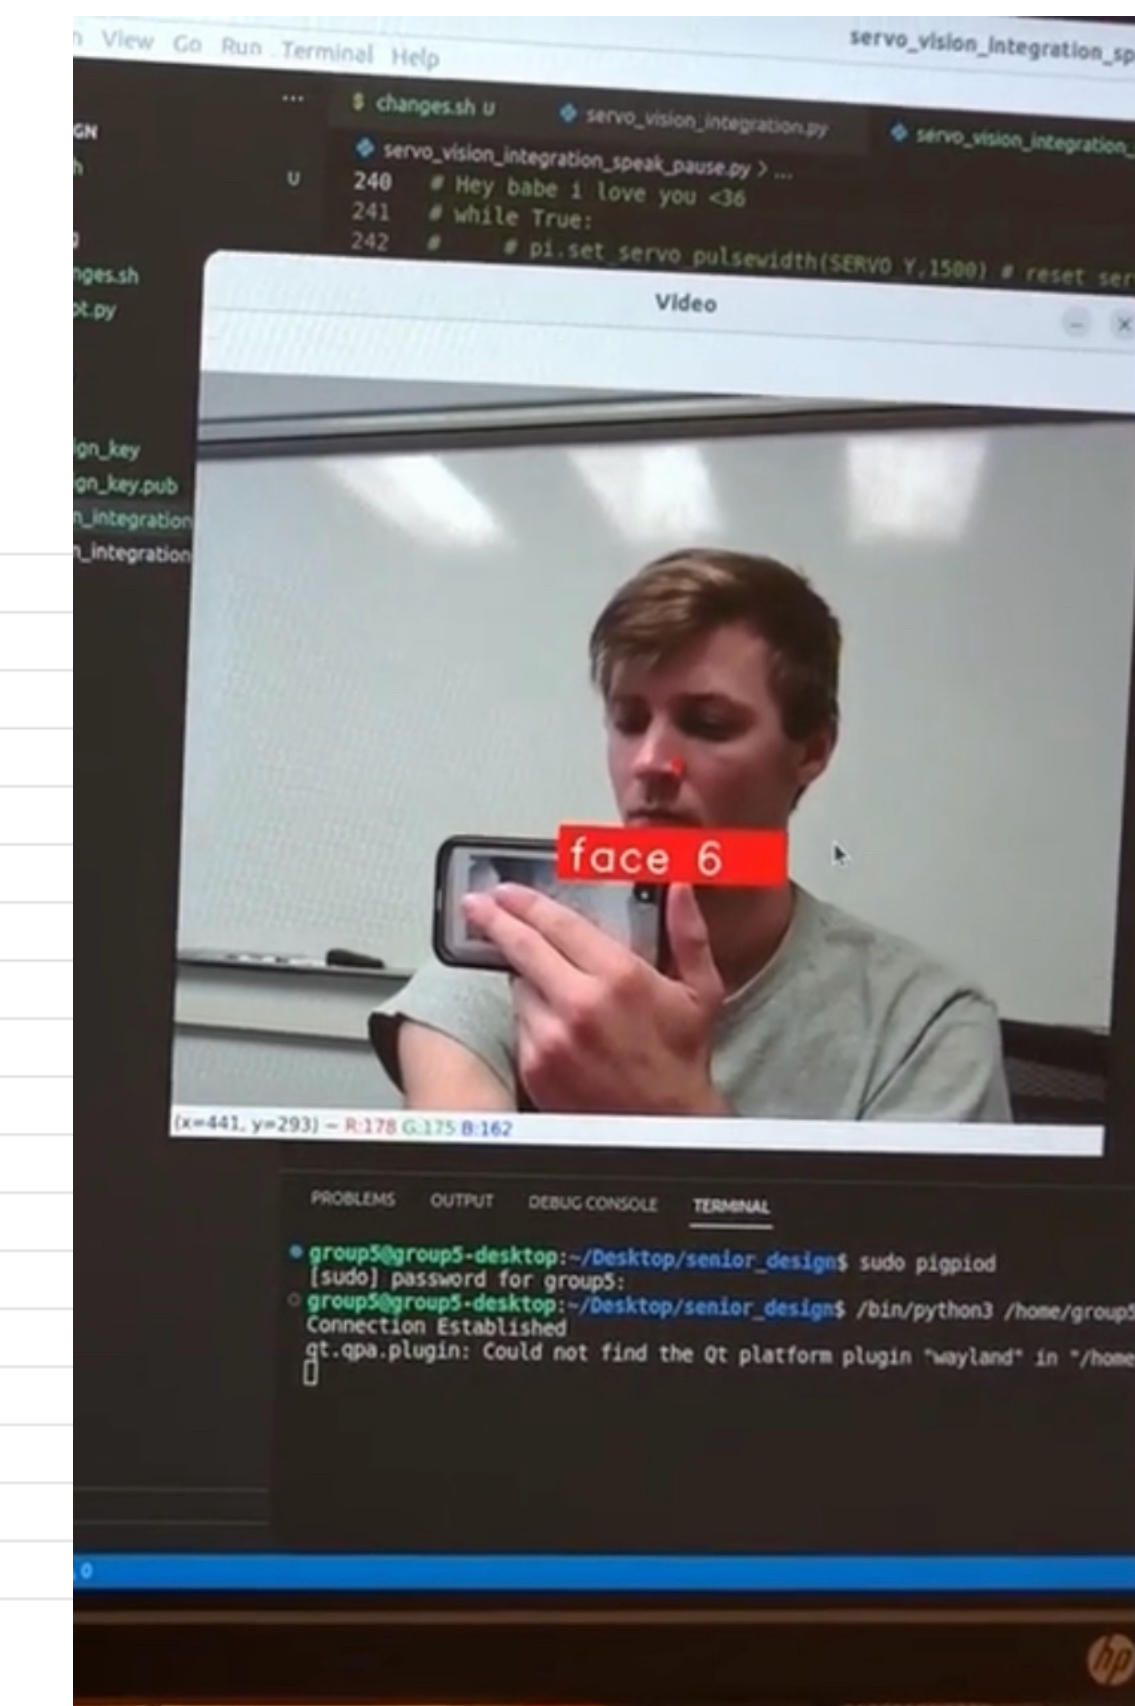 View Go Run Terminal Help
servo_vision_integration_sp
GN
h
... $ changes.sh U servo_vision_integration.py servo_vision_integration_
servo_vision_integration_speak_pause.py > ...
U
240 # Hey babe i love you <36
241 # while True:
242 # # pi.set_servo_pulsewidth(SERVO_Y,1500) # reset ser
nges.sh
ot.py
gn_key
gn_key.pub
n_integration
n_integration
Video
face 6
(x=441, y=293) ~ R:178 G:175 B:162
PROBLEMS OUTPUT DEBUG CONSOLE TERMINAL
group5@group5-desktop:~/Desktop/senior_design$ sudo pigpiod
[sudo] password for group5:
group5@group5-desktop:~/Desktop/senior_design$ /bin/python3 /home/group5
Connection Established
qt.qpa.plugin: Could not find the Qt platform plugin "wayland" in "/home
0
hp